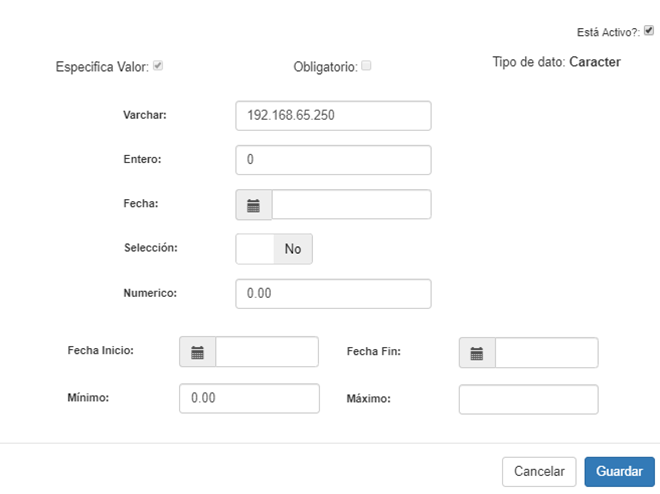 Está Activo?:
Especifica Valor:
Obligatorio:
Tipo de dato: Caracter
Varchar: 192.168.65.250
Entero: 0
Fecha:
Selección: No
Numerico: 0.00
Fecha Inicio: Fecha Fin:
Mínimo: 0.00 Máximo:
Cancelar Guardar